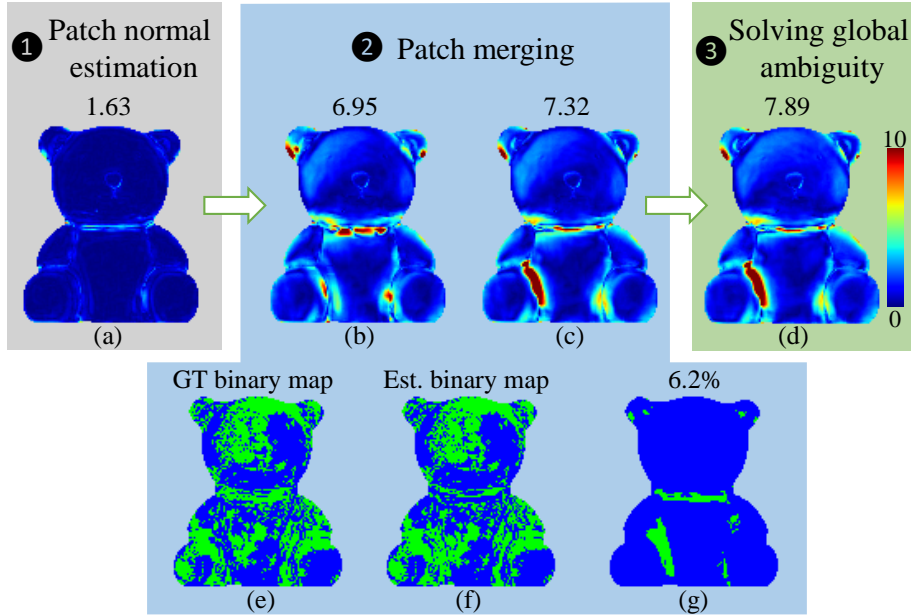 ❶ Patch normal
estimation
❷ Patch merging
❸ Solving global
ambiguity
1.63
6.95
7.32
7.89
10
0
(a)
(b)
(c)
(d)
GT binary map
Est. binary map
6.2%
(e)
(f)
(g)